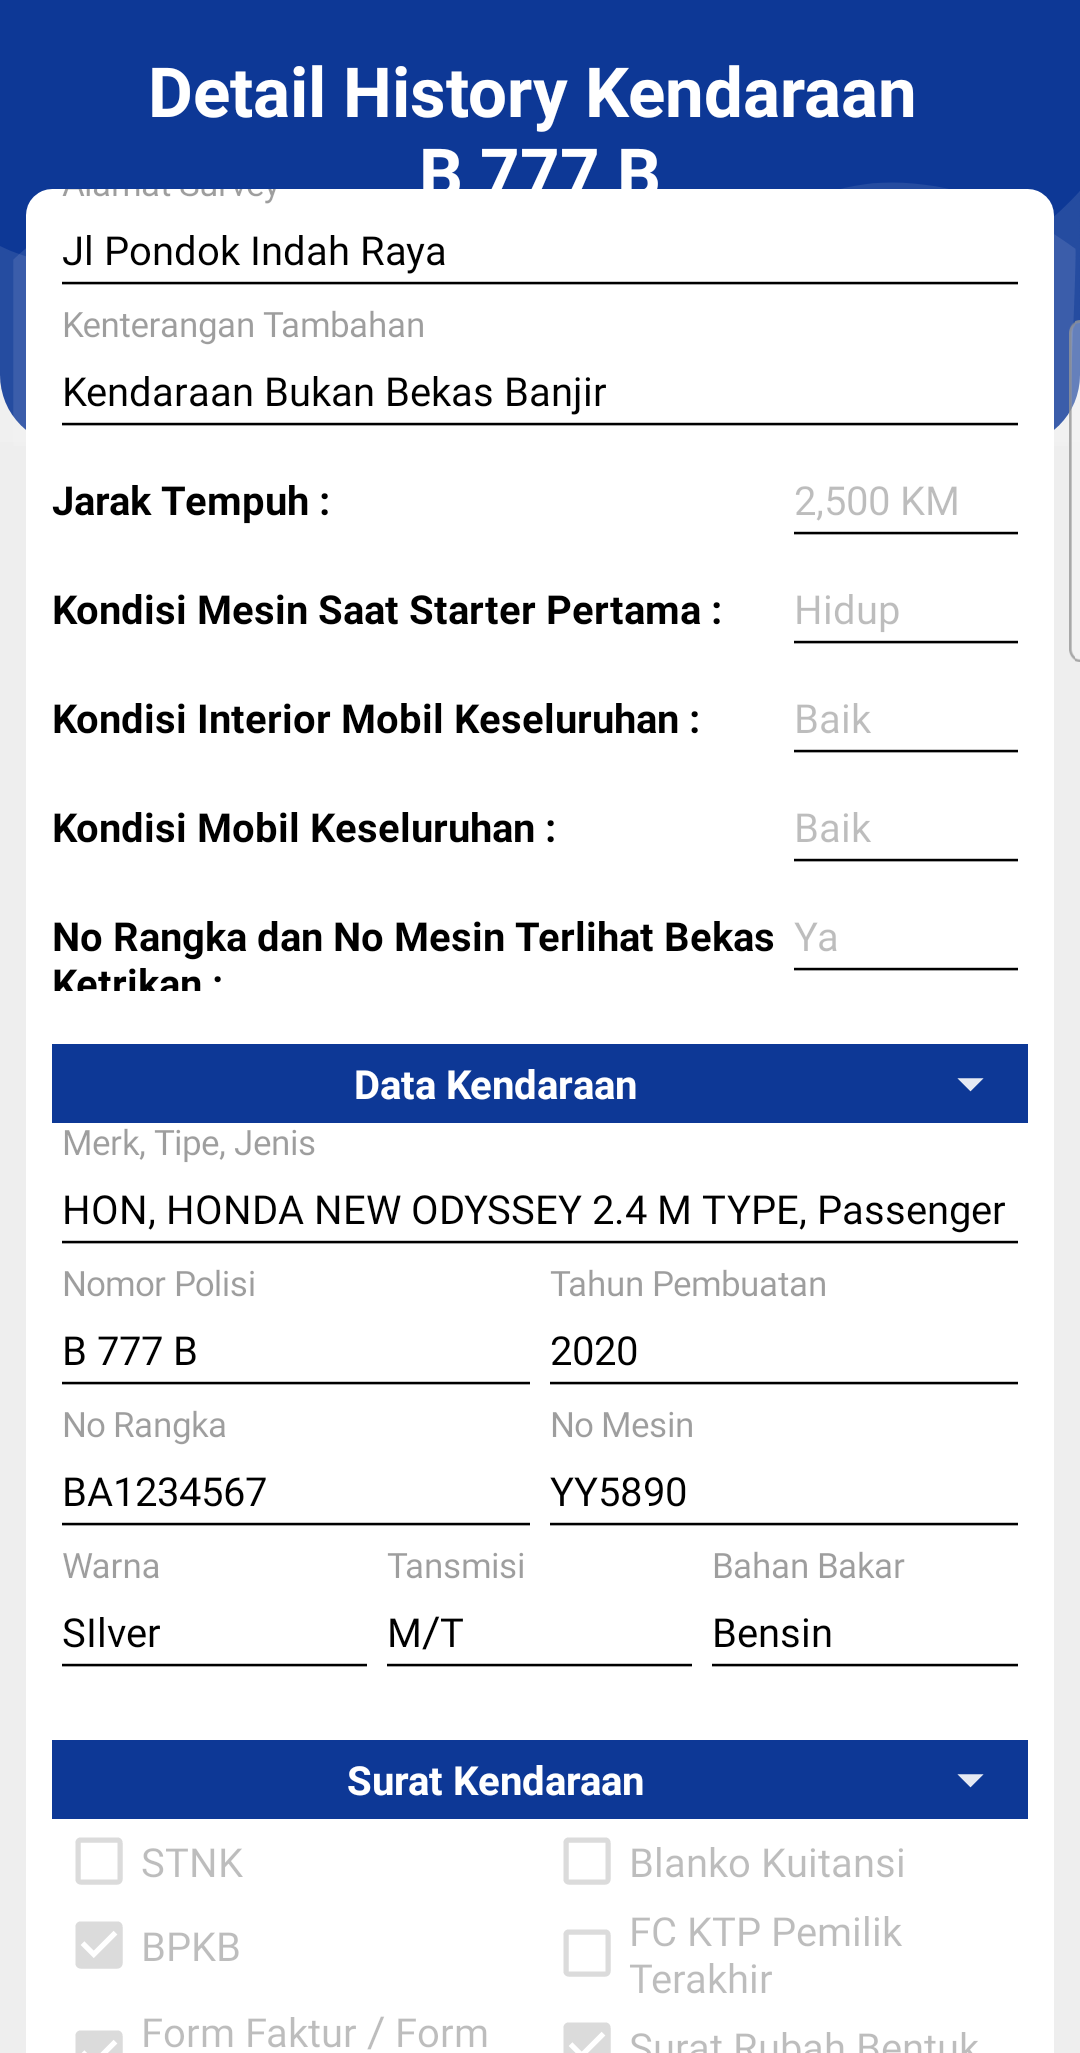 Detail History Kendaraan
B 777 B
Alamat Survey
Jl Pondok Indah Raya
Kenterangan Tambahan
Kendaraan Bukan Bekas Banjir
Jarak Tempuh : 2,500 KM
Kondisi Mesin Saat Starter Pertama : Hidup
Kondisi Interior Mobil Keseluruhan : Baik
Kondisi Mobil Keseluruhan : Baik
No Rangka dan No Mesin Terlihat Bekas Ya
Ketrikan :
Data Kendaraan
Merk, Tipe, Jenis
HON, HONDA NEW ODYSSEY 2.4 M TYPE, Passenger
Nomor Polisi Tahun Pembuatan
B 777 B 2020
No Rangka No Mesin
BA1234567 YY5890
Warna Tansmisi Bahan Bakar
SIlver M/T Bensin
Surat Kendaraan
STNK Blanko Kuitansi
BPKB FC KTP Pemilik
Terakhir
Form Faktur / Form Surat Rubah Bentuk